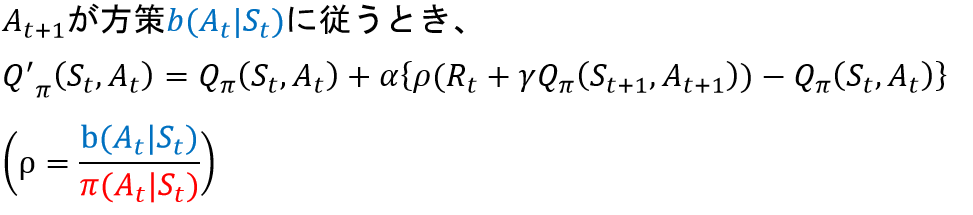 A_{t+1}が方策b(A_t|S_t)に従うとき、
Q'_π(S_t, A_t) = Q_π(S_t, A_t) + α{ρ(R_t + γQ_π(S_{t+1}, A_{t+1})) − Q_π(S_t, A_t)}
(ρ = b(A_t|S_t) / π(A_t|S_t))